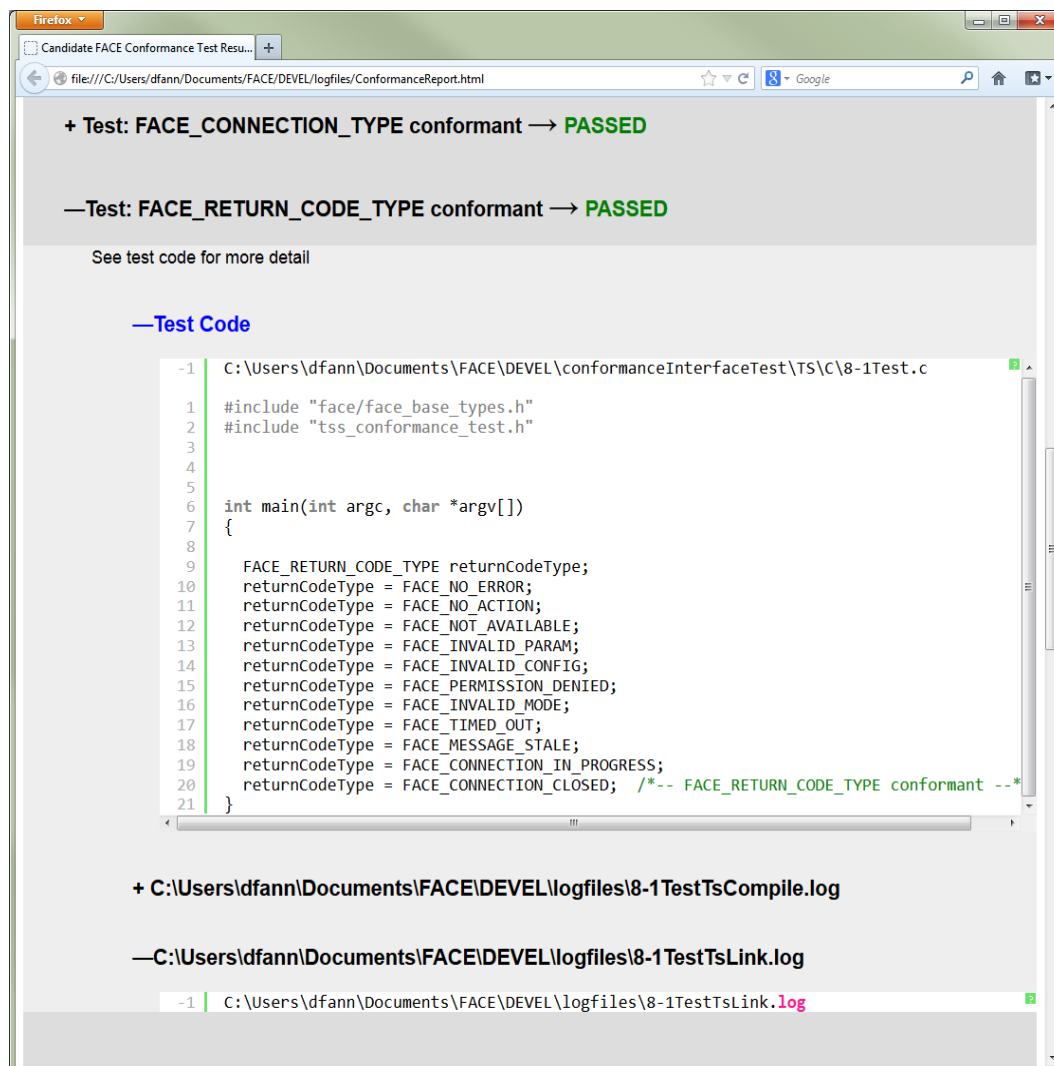 Firefox
Candidate FACE Conformance Test Resu...
file:///C:/Users/dfann/Documents/FACE/DEVEL/logfiles/ConformanceReport.html
Google
+ Test: FACE_CONNECTION_TYPE conformant → PASSED
—Test: FACE_RETURN_CODE_TYPE conformant → PASSED
See test code for more detail
—Test Code
-1 C:\Users\dfann\Documents\FACE\DEVEL\conformanceInterfaceTest\TS\C\8-1Test.c
1 #include "face/face_base_types.h"
2 #include "tss_conformance_test.h"
3
4
5
6 int main(int argc, char *argv[])
7 {
8
9 FACE_RETURN_CODE_TYPE returnCodeType;
10 returnCodeType = FACE_NO_ERROR;
11 returnCodeType = FACE_NO_ACTION;
12 returnCodeType = FACE_NOT_AVAILABLE;
13 returnCodeType = FACE_INVALID_PARAM;
14 returnCodeType = FACE_INVALID_CONFIG;
15 returnCodeType = FACE_PERMISSION_DENIED;
16 returnCodeType = FACE_INVALID_MODE;
17 returnCodeType = FACE_TIMED_OUT;
18 returnCodeType = FACE_MESSAGE_STALE;
19 returnCodeType = FACE_CONNECTION_IN_PROGRESS;
20 returnCodeType = FACE_CONNECTION_CLOSED; /*-- FACE_RETURN_CODE_TYPE conformant --*
21 }
+ C:\Users\dfann\Documents\FACE\DEVEL\logfiles\8-1TestTsCompile.log
—C:\Users\dfann\Documents\FACE\DEVEL\logfiles\8-1TestTsLink.log
-1 C:\Users\dfann\Documents\FACE\DEVEL\logfiles\8-1TestTsLink.log